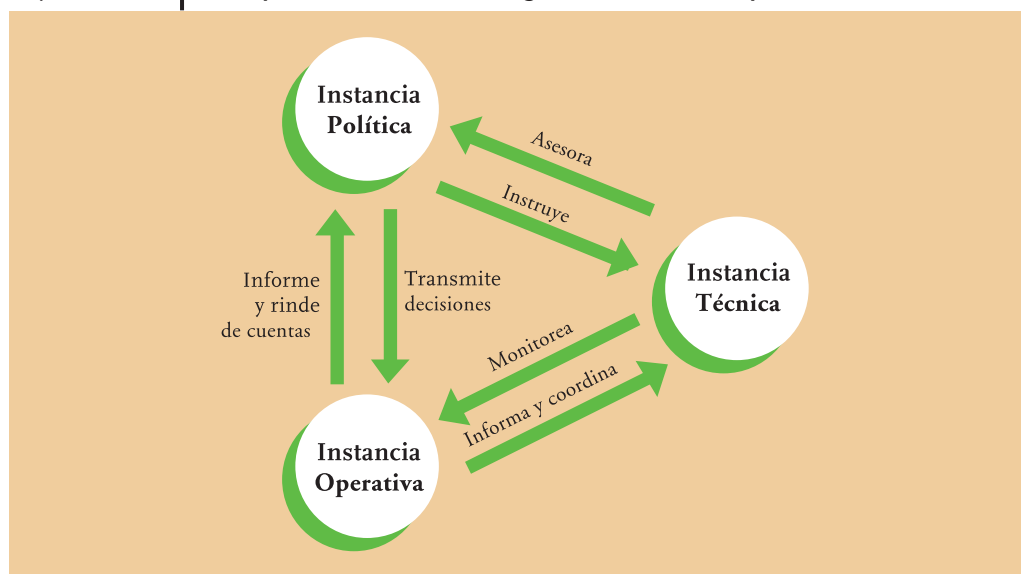 Instancia
Política
Asesora
Instruye
Instancia
Técnica
Informe
y rinde
de cuentas
Transmite
decisiones
Monitorea
Informa y coordina
Instancia
Operativa